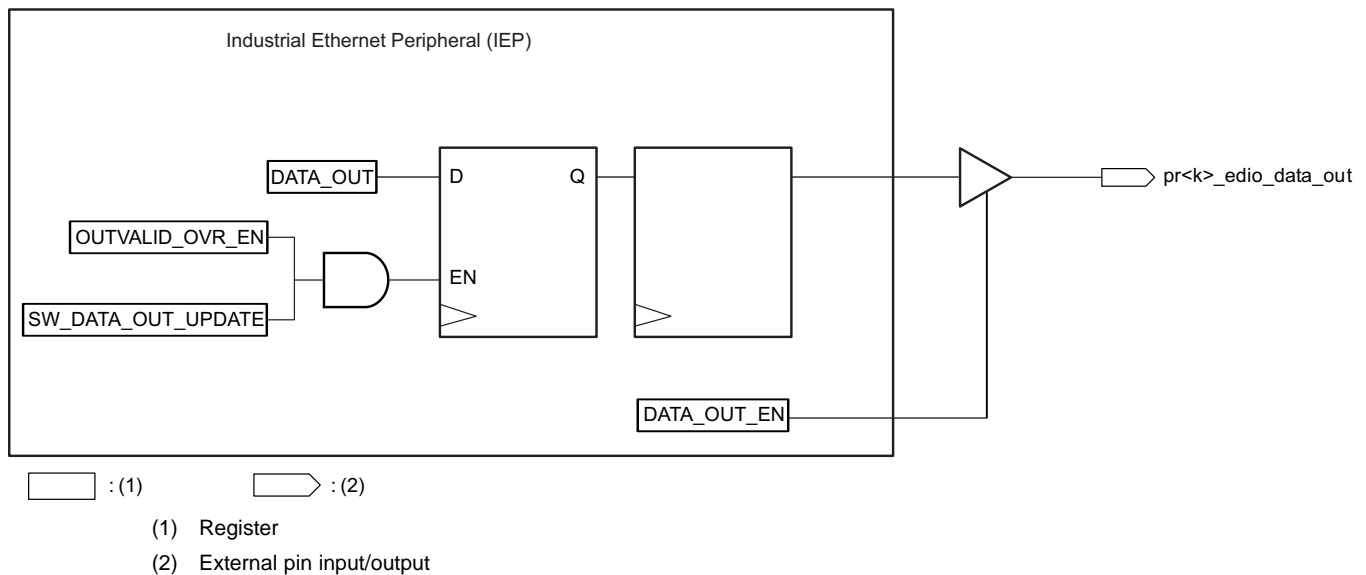 Industrial Ethernet Peripheral (IEP)
DATA_OUT
D
Q
pr<k>_edio_data_out
OUTVALID_OVR_EN
EN
SW_DATA_OUT_UPDATE
DATA_OUT_EN
: (1)
: (2)
(1) Register
(2) External pin input/output